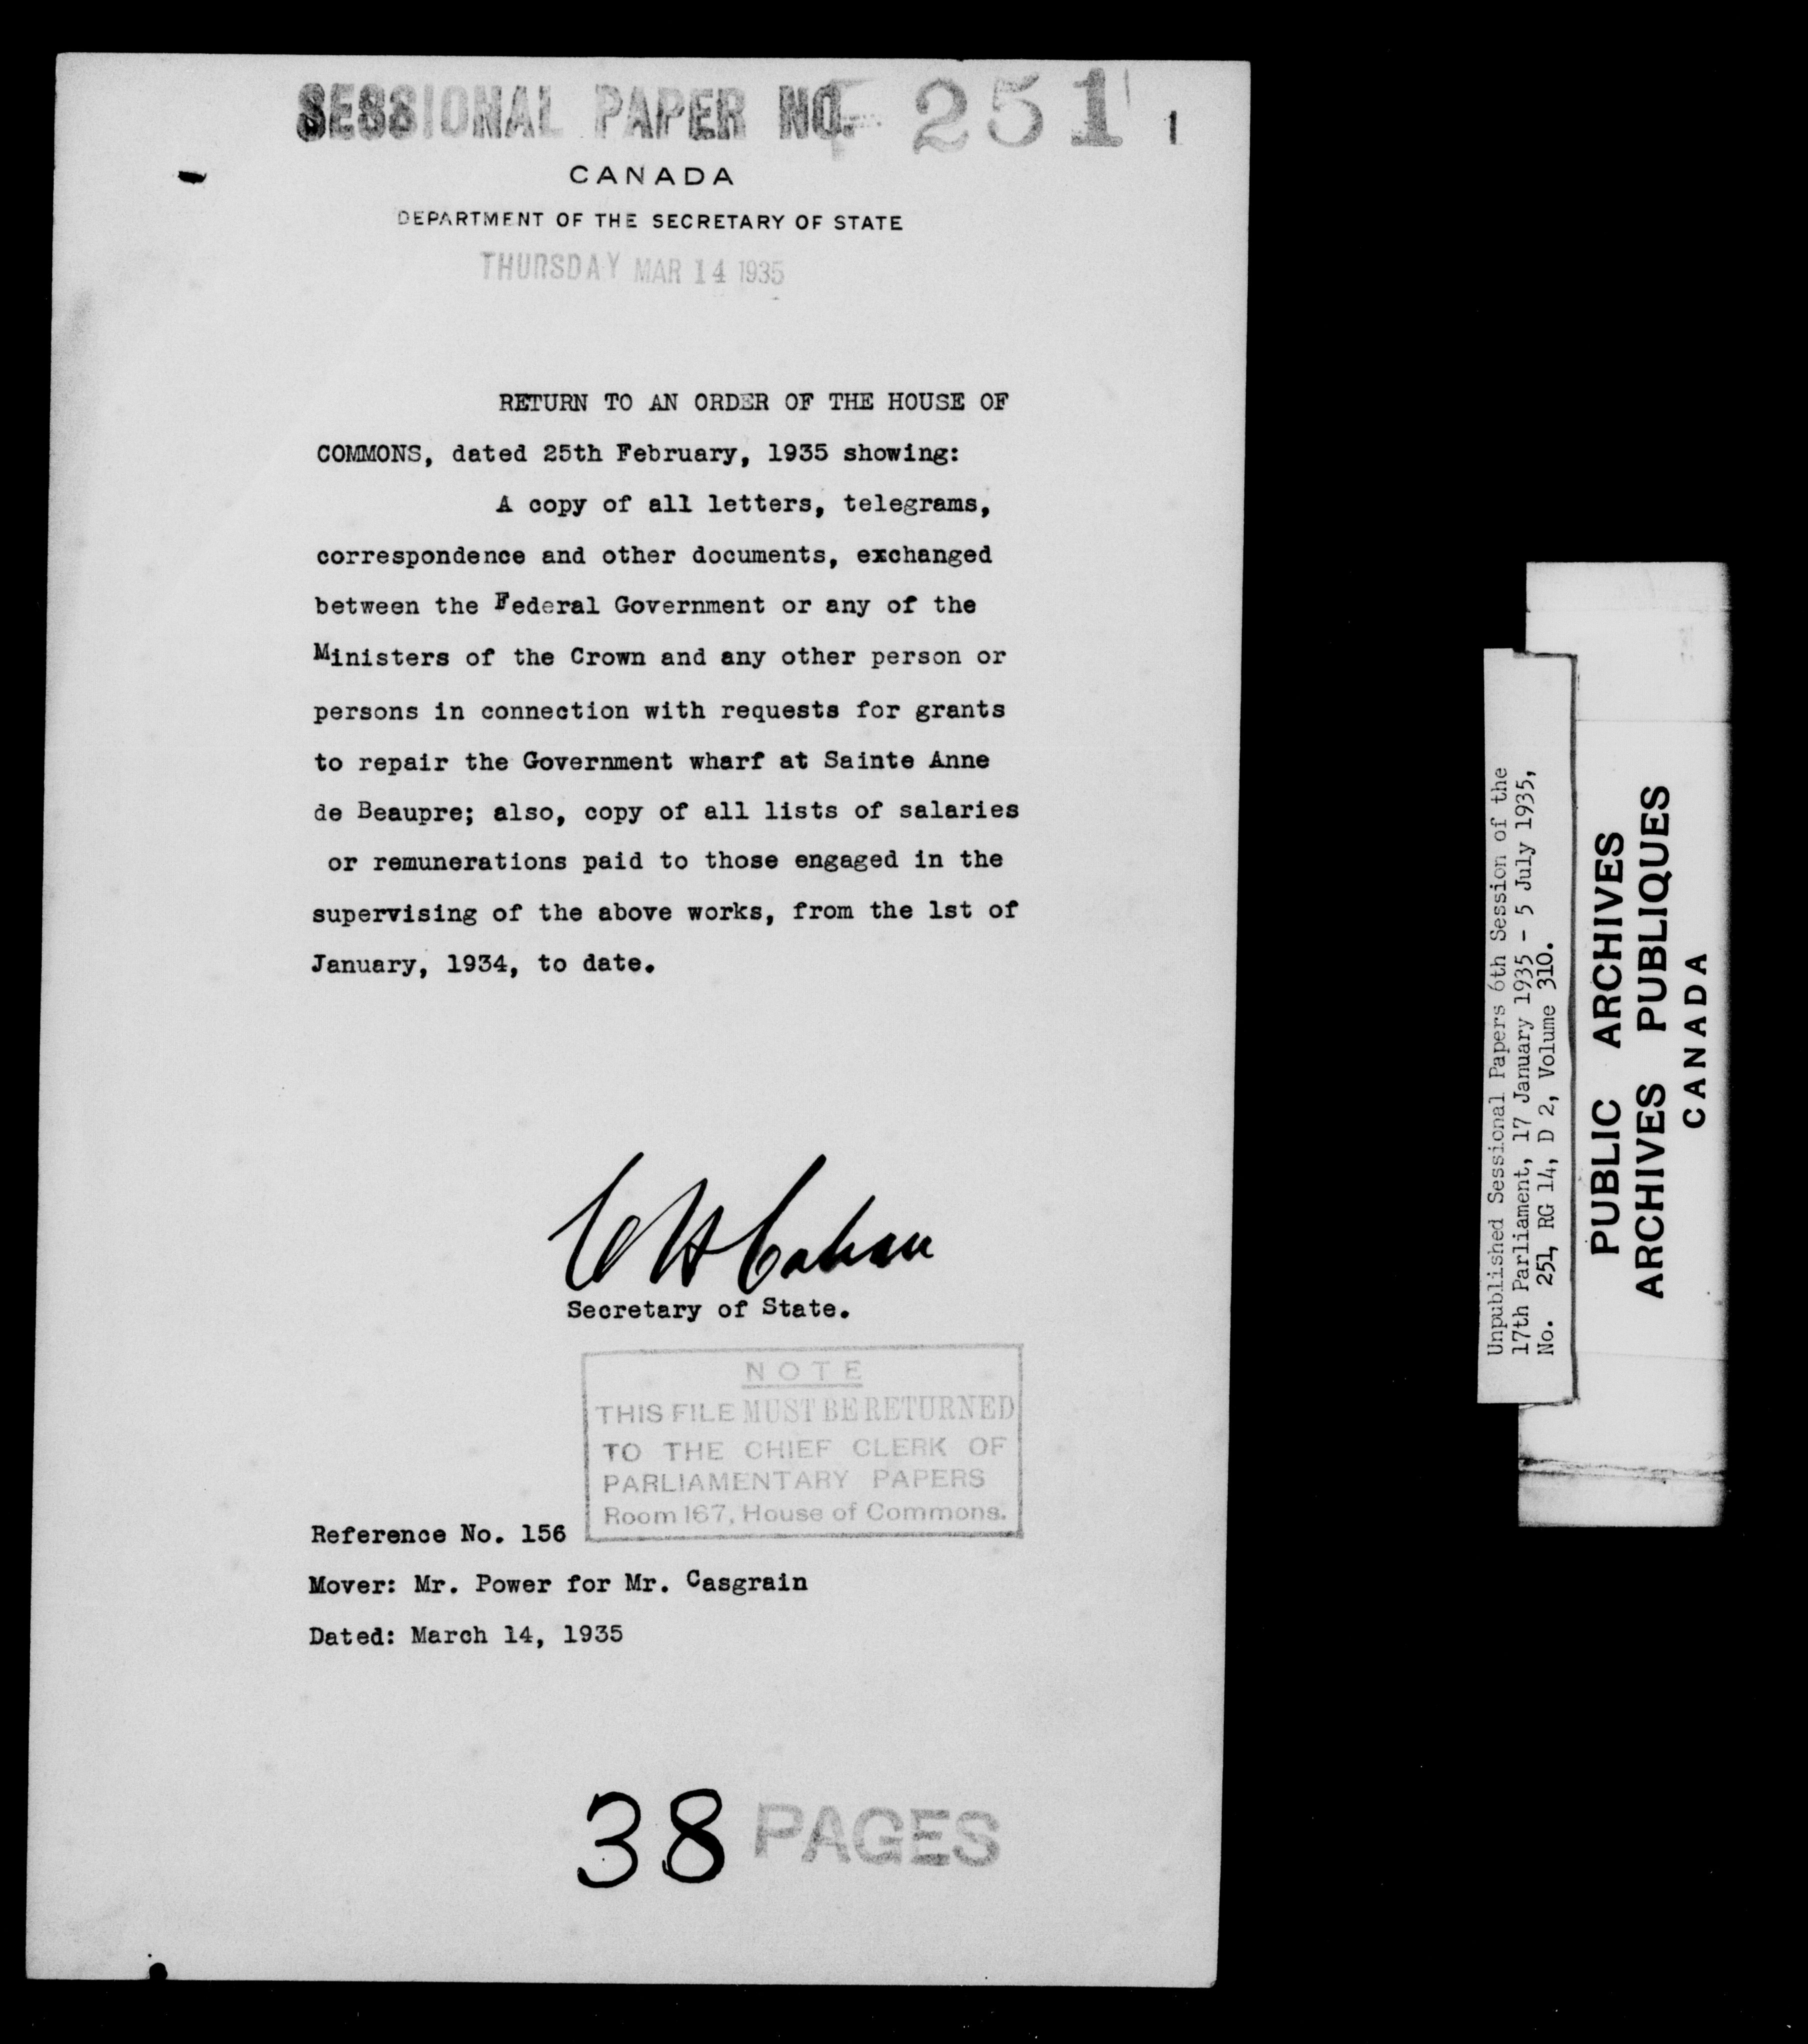 SESSIONAL PAPER NO. 251
1
CANADA
DEPARTMENT OF THE SECRETARY OF STATE
THURSDAY MAR 14 1935
RETURN TO AN ORDER OF THE HOUSE OF
COMMONS, dated 25th February, 1935 showing:
A copy of all letters, telegrams,
correspondence and other documents, exchanged
between the Federal Government or any of the
Ministers of the Crown and any other person or
persons in connection with requests for grants
to repair the Government wharf at Sainte Anne
de Beaupre; also, copy of all lists of salaries
or remunerations paid to those engaged in the
supervising of the above works, from the 1st of
January, 1934, to date.
C H Cahan
Secretary of State.
NOTE
THIS FILE MUST BE RETURNED
TO THE CHIEF CLERK OF
PARLIAMENTARY PAPERS
Room 167, House of Commons.
Reference No. 156
Mover: Mr. Power for Mr. Casgrain
Dated: March 14, 1935
38 PAGES
Unpublished Sessional Papers 6th Session of the
17th Parliament, 17 January 1935 - 5 July 1935,
No. 251, RG 14, D 2, Volume 310.
PUBLIC ARCHIVES
ARCHIVES PUBLIQUES
CANADA